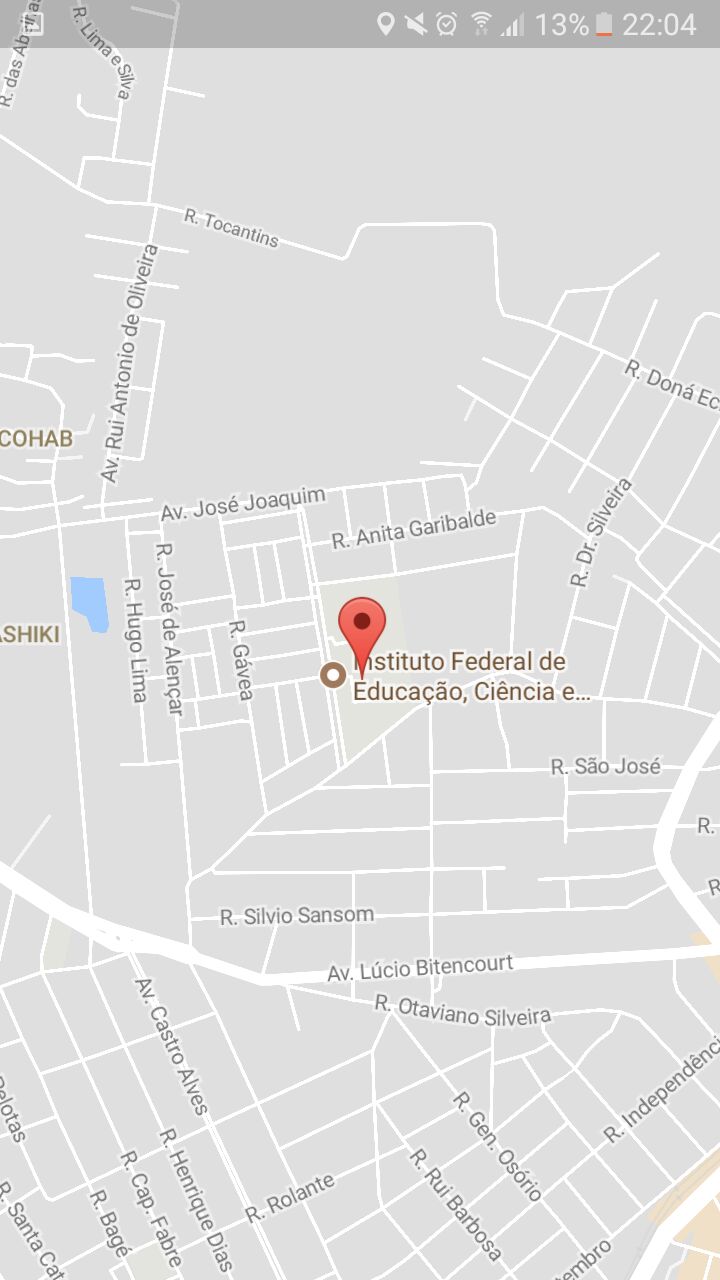 13% 22:04
R. das Abril
R. Lima e Silva
R. Tocantins
Av. Rui Antonio de Oliveira
R. Doná Ec
COHAB
Av. José Joaquim
R. Anita Garibalde
R. Dr. Silveira
R. Hugo Lima
R. José de Alençar
R. Gávea
ASHIKI
Instituto Federal de
Educação, Ciência e...
R. São José
R.
R.
R. Silvio Sansom
Av. Lúcio Bitencourt
R. Otaviano Silveira
Av. Castro Alves
R. Independênci
Pelotas
R. Gen. Osório
R. Rui Barbosa
R. Henrique Dias
R. Cap. Fabre
R. Rolante
R. Bagé
R. Santa Cat
tembro